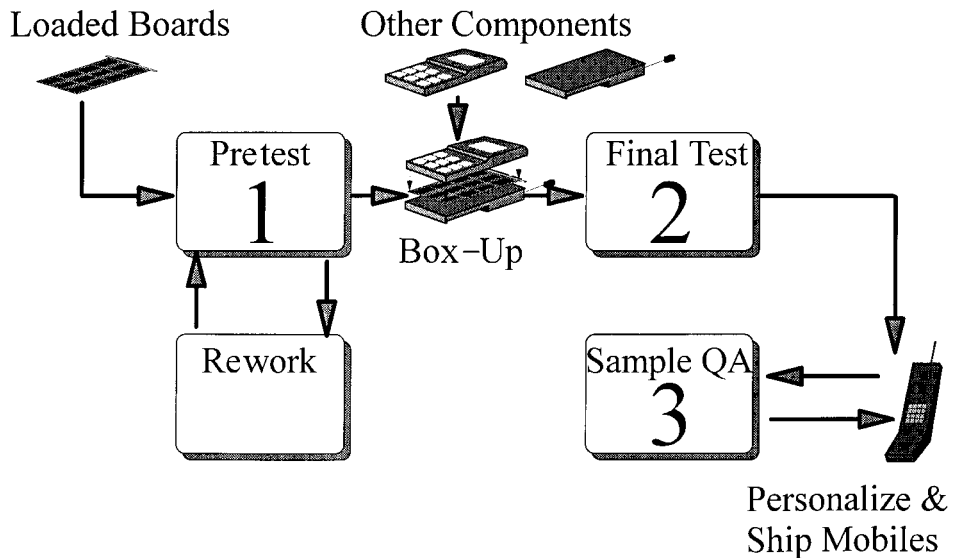 Loaded Boards
Other Components
Pretest
1
Box-Up
Final Test
2
Rework
Sample QA
3
Personalize &
Ship Mobiles